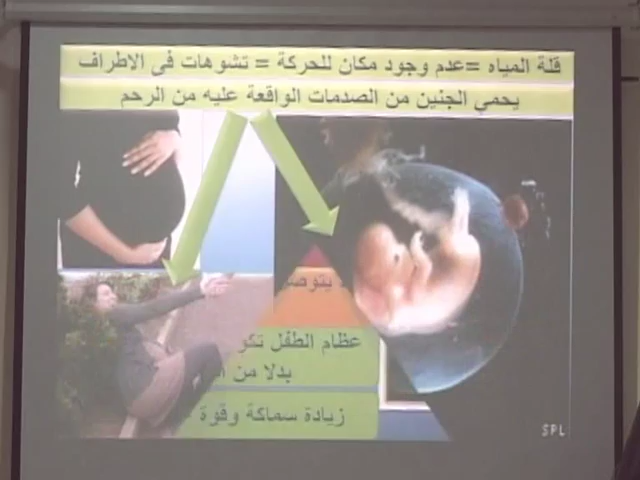 قلة المياه =عدم وجود مكان للحركة = تشوهات فى الاطراف
يحمي الجنين من الصدمات الواقعة عليه من الرحم
عظام الطفل
بدلا من
زيادة سماكة وقوة
SPL